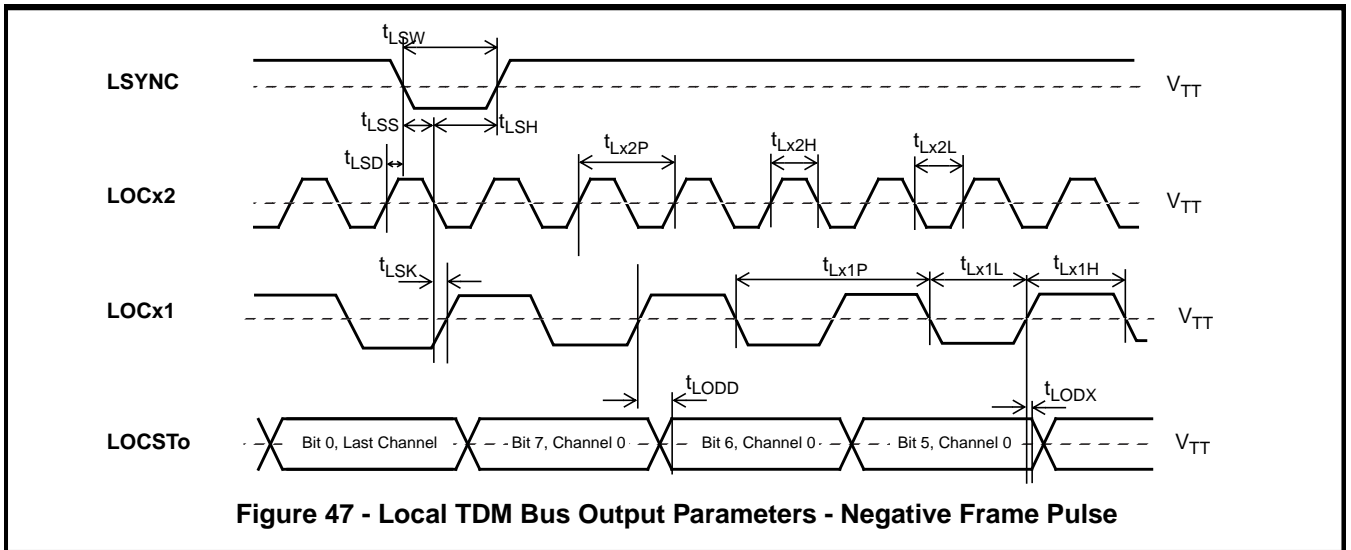 tLSW
LSYNC
VTT
tLSS
tLSH
tLSD
tLx2P
tLx2H
tLx2L
LOCx2
VTT
tLSK
tLx1P
tLx1L
tLx1H
LOCx1
VTT
tLODD
tLODX
LOCSTo
Bit 0, Last Channel
Bit 7, Channel 0
Bit 6, Channel 0
Bit 5, Channel 0
VTT
Figure 47 - Local TDM Bus Output Parameters - Negative Frame Pulse